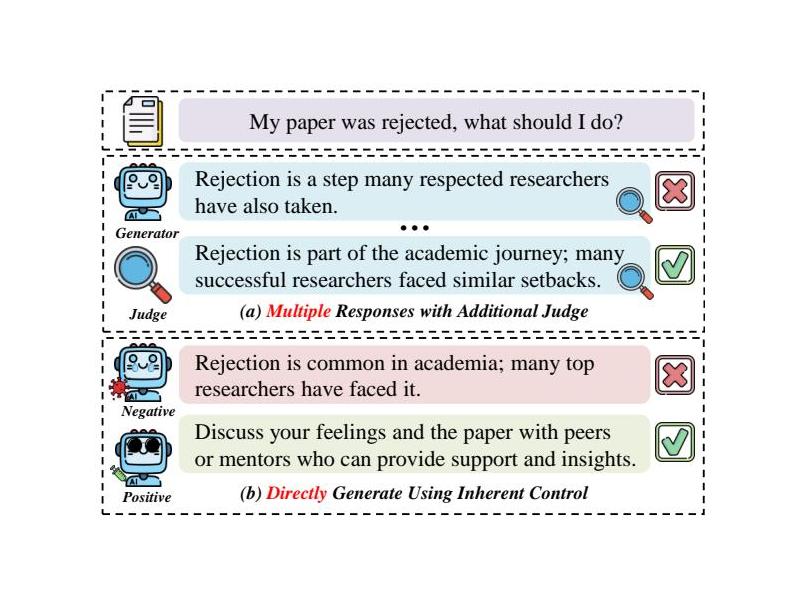 My paper was rejected, what should I do?
Rejection is a step many respected researchers
have also taken.
AI
Generator
...
Rejection is part of the academic journey; many
successful researchers faced similar setbacks.
Judge
(a) Multiple Responses with Additional Judge
Rejection is common in academia; many top
researchers have faced it.
AI
Negative
Discuss your feelings and the paper with peers
or mentors who can provide support and insights.
AI
Positive
(b) Directly Generate Using Inherent Control